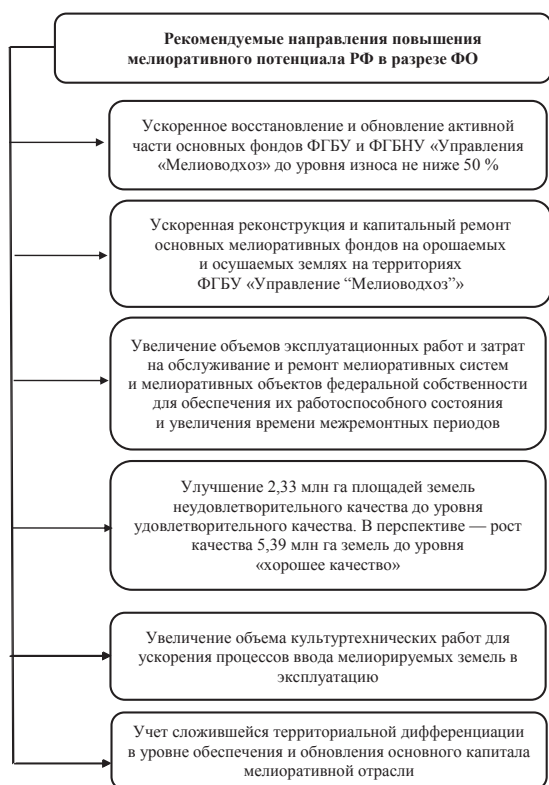 Рекомендуемые направления повышения
мелиоративного потенциала РФ в разрезе ФО
Ускоренное восстановление и обновление активной
части основных фондов ФГБУ и ФГБНУ «Управления
«Мелиоводхоз» до уровня износа не ниже 50 %
Ускоренная реконструкция и капитальный ремонт
основных мелиоративных фондов на орошаемых
и осушаемых землях на территориях
ФГБУ «Управление “Мелиоводхоз”»
Увеличение объемов эксплуатационных работ и затрат
на обслуживание и ремонт мелиоративных систем
и мелиоративных объектов федеральной собственности
для обеспечения их работоспособного состояния
и увеличения времени межремонтных периодов
Улучшение 2,33 млн га площадей земель
неудовлетворительного качества до уровня
удовлетворительного качества. В перспективе — рост
качества 5,39 млн га земель до уровня
«хорошее качество»
Увеличение объема культуртехнических работ для
ускорения процессов ввода мелиорируемых земель в
эксплуатацию
Учет сложившейся территориальной дифференциации
в уровне обеспечения и обновления основного капитала
мелиоративной отрасли